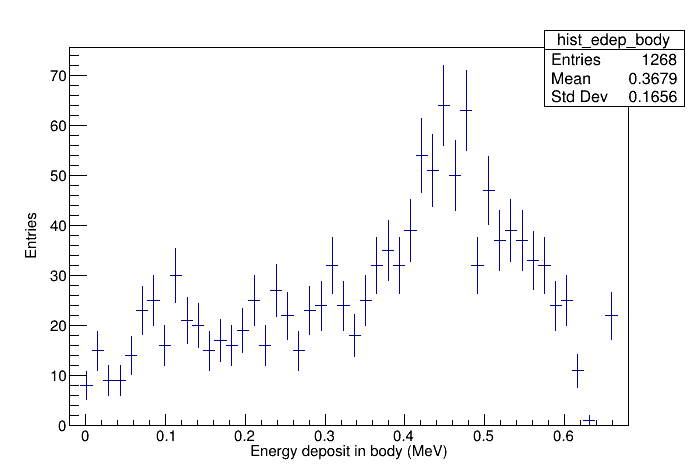 hist_edep_body
Entries 1268
Mean 0.3679
Std Dev 0.1656
70
60
50
40
30
20
10
0
Entries
0 0.1 0.2 0.3 0.4 0.5 0.6
Energy deposit in body (MeV)